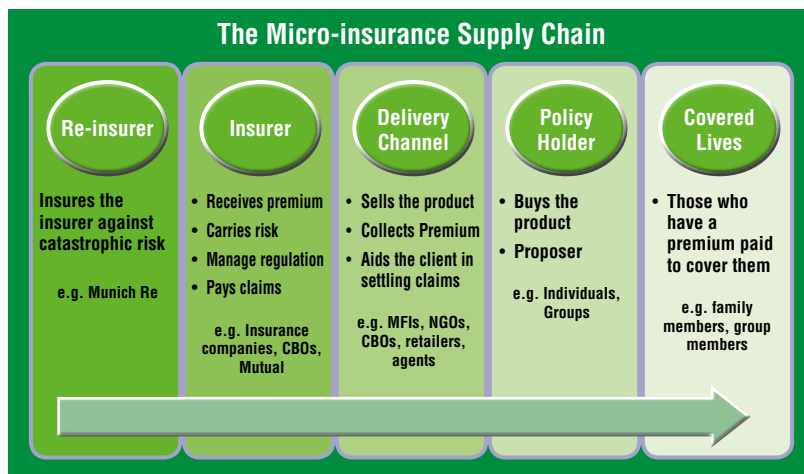 The Micro-insurance Supply Chain
Re-insurer
Insures the
insurer against
catastrophic risk
e.g. Munich Re
Insurer
• Receives premium
• Carries risk
• Manage regulation
• Pays claims
e.g. Insurance
companies, CBOs,
Mutual
Delivery
Channel
• Sells the product
• Collects Premium
• Aids the client in
settling claims
e.g. MFIs, NGOs,
CBOs, retailers,
agents
Policy
Holder
• Buys the
product
• Proposer
e.g. Individuals,
Groups
Covered
Lives
• Those who
have a
premium paid
to cover them
e.g. family
members, group
members